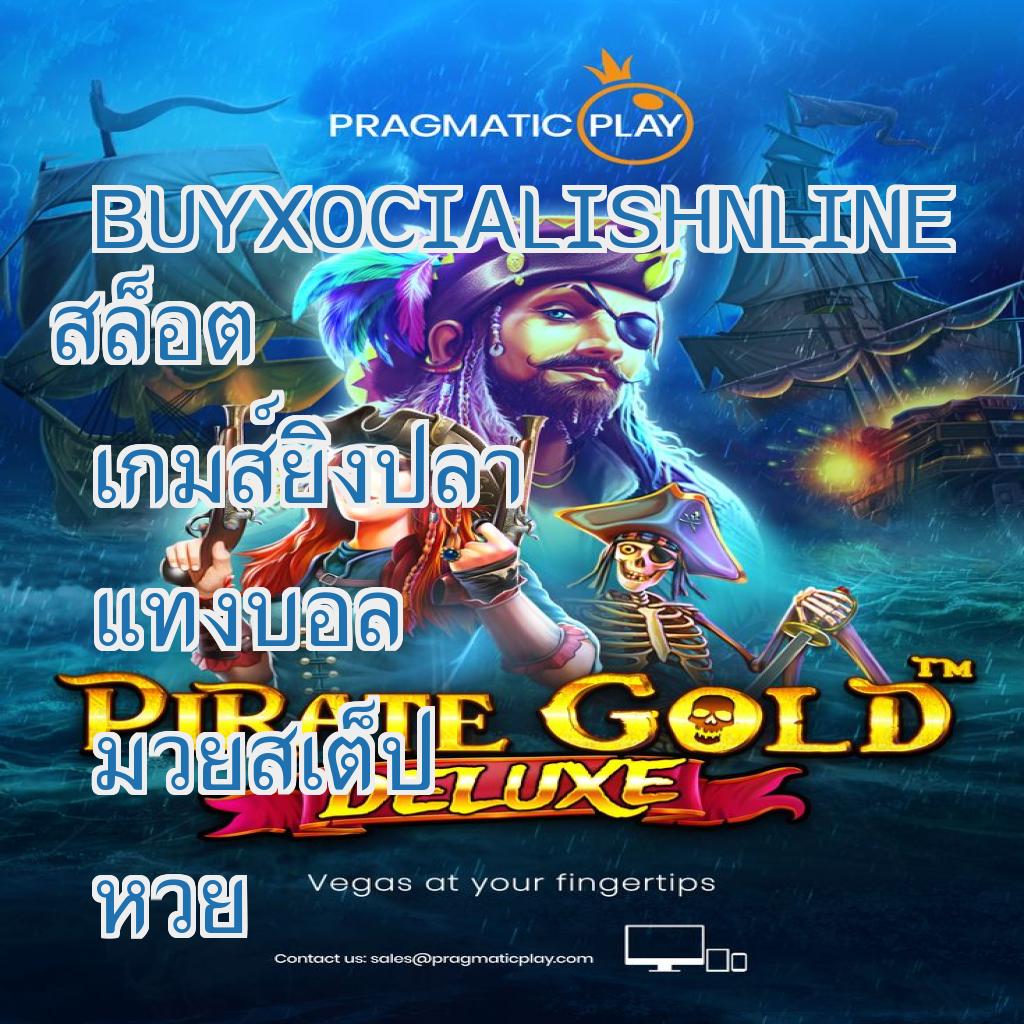 PRAGMATIC PLAY
BUYXOCIALISHNLINE
สล็อต
เกมส์ยิงปลา
แทงบอล
PIRATE GOLD™
มวยสเต็ป
DELUXE
Vegas at your fingertips
หวย
Contact us: sales@pragmaticplay.com